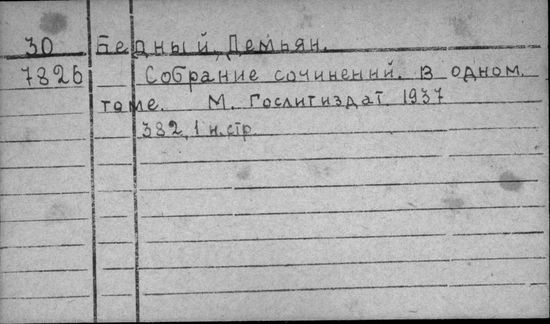 30 Бедный, Демьян.
7826 Собрание сочинений. В одном
томе. М. Гослитиздат 1937
382, 1 н. стр.